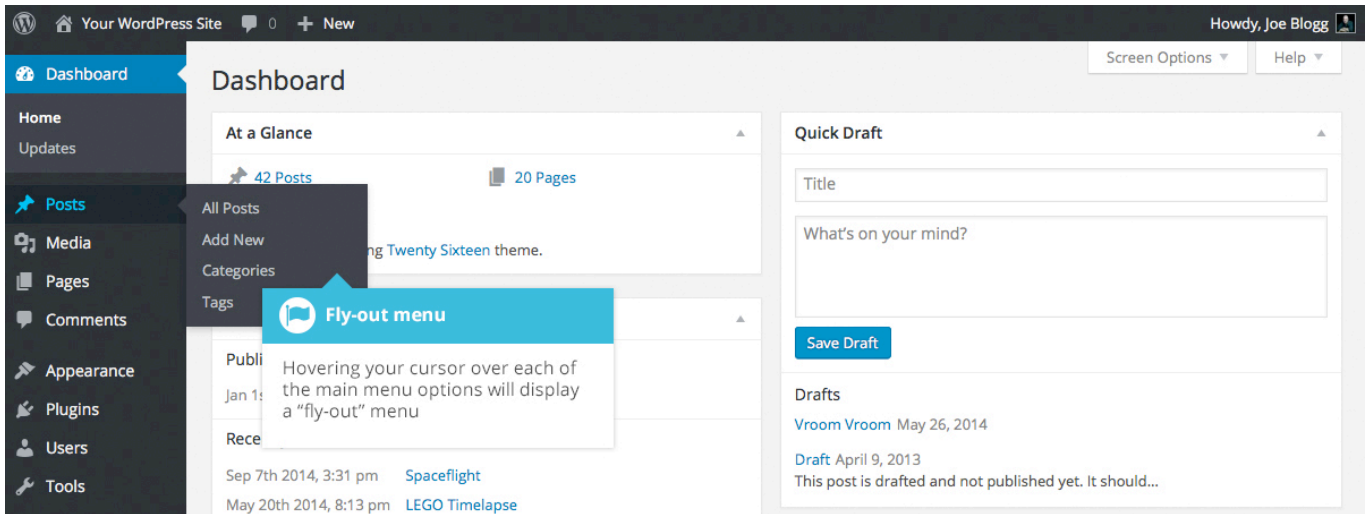 Your WordPress Site 0 + New Howdy, Joe Blogg
Dashboard
Home
Updates
Posts
Media
Pages
Comments
Appearance
Plugins
Users
Tools
All Posts
Add New
Categories
Tags
Screen Options ▼ Help ▼
Dashboard
At a Glance
42 Posts 20 Pages
ng Twenty Sixteen theme.
Fly-out menu
Hovering your cursor over each of
the main menu options will display
a “fly-out” menu
Publi
Jan 1s
Rece
Sep 7th 2014, 3:31 pm Spaceflight
May 20th 2014, 8:13 pm LEGO Timelapse
Quick Draft
Title
What's on your mind?
Save Draft
Drafts
Vroom Vroom May 26, 2014
Draft April 9, 2013
This post is drafted and not published yet. It should...